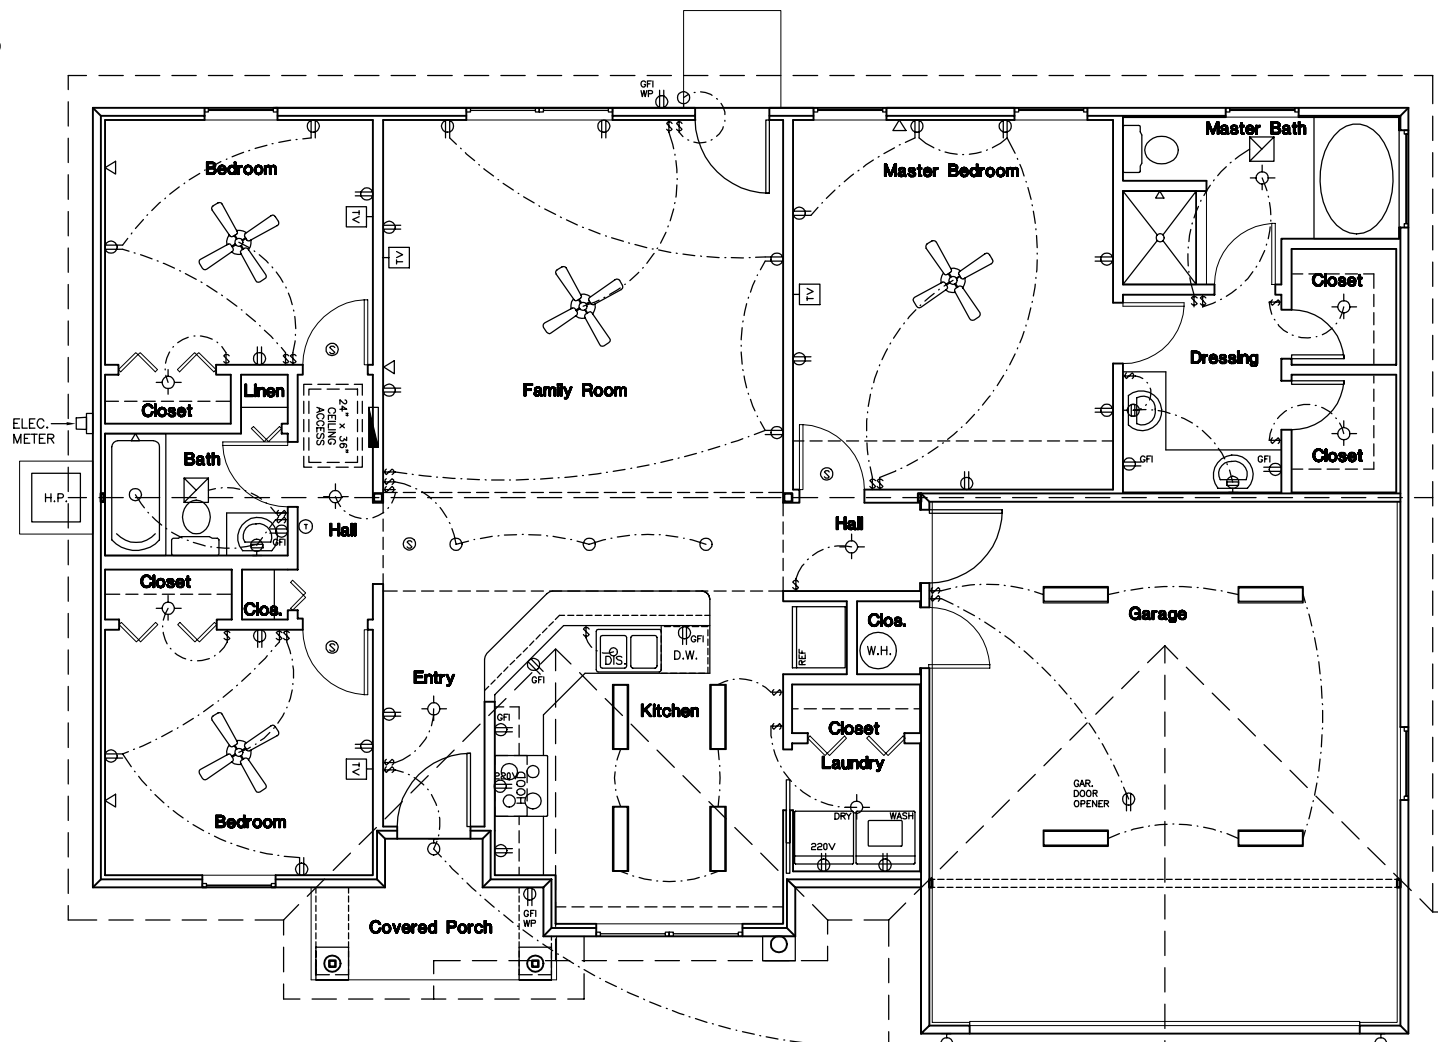 GFI
WP
Master Bath
Bedroom
Master Bedroom
TV
TV
TV
Closet
Dressing
Family Room
Linen
Closet
24" x 36"
CEILING
ACCESS
ELEC.
METER
Bath
GFI
GFI
Closet
H.P.
S
T
Hall
Hall
GFI
S
S
S
Closet
Clos.
Garage
Clos.
W.H.
REF
DIS.
D.W.
GFI
S
GFI
Entry
Kitchen
GFI
Closet
Laundry
TV
220V
HOOD
GAR.
DOOR
OPENER
DRY
WASH
220V
Bedroom
GFI
WP
Covered Porch